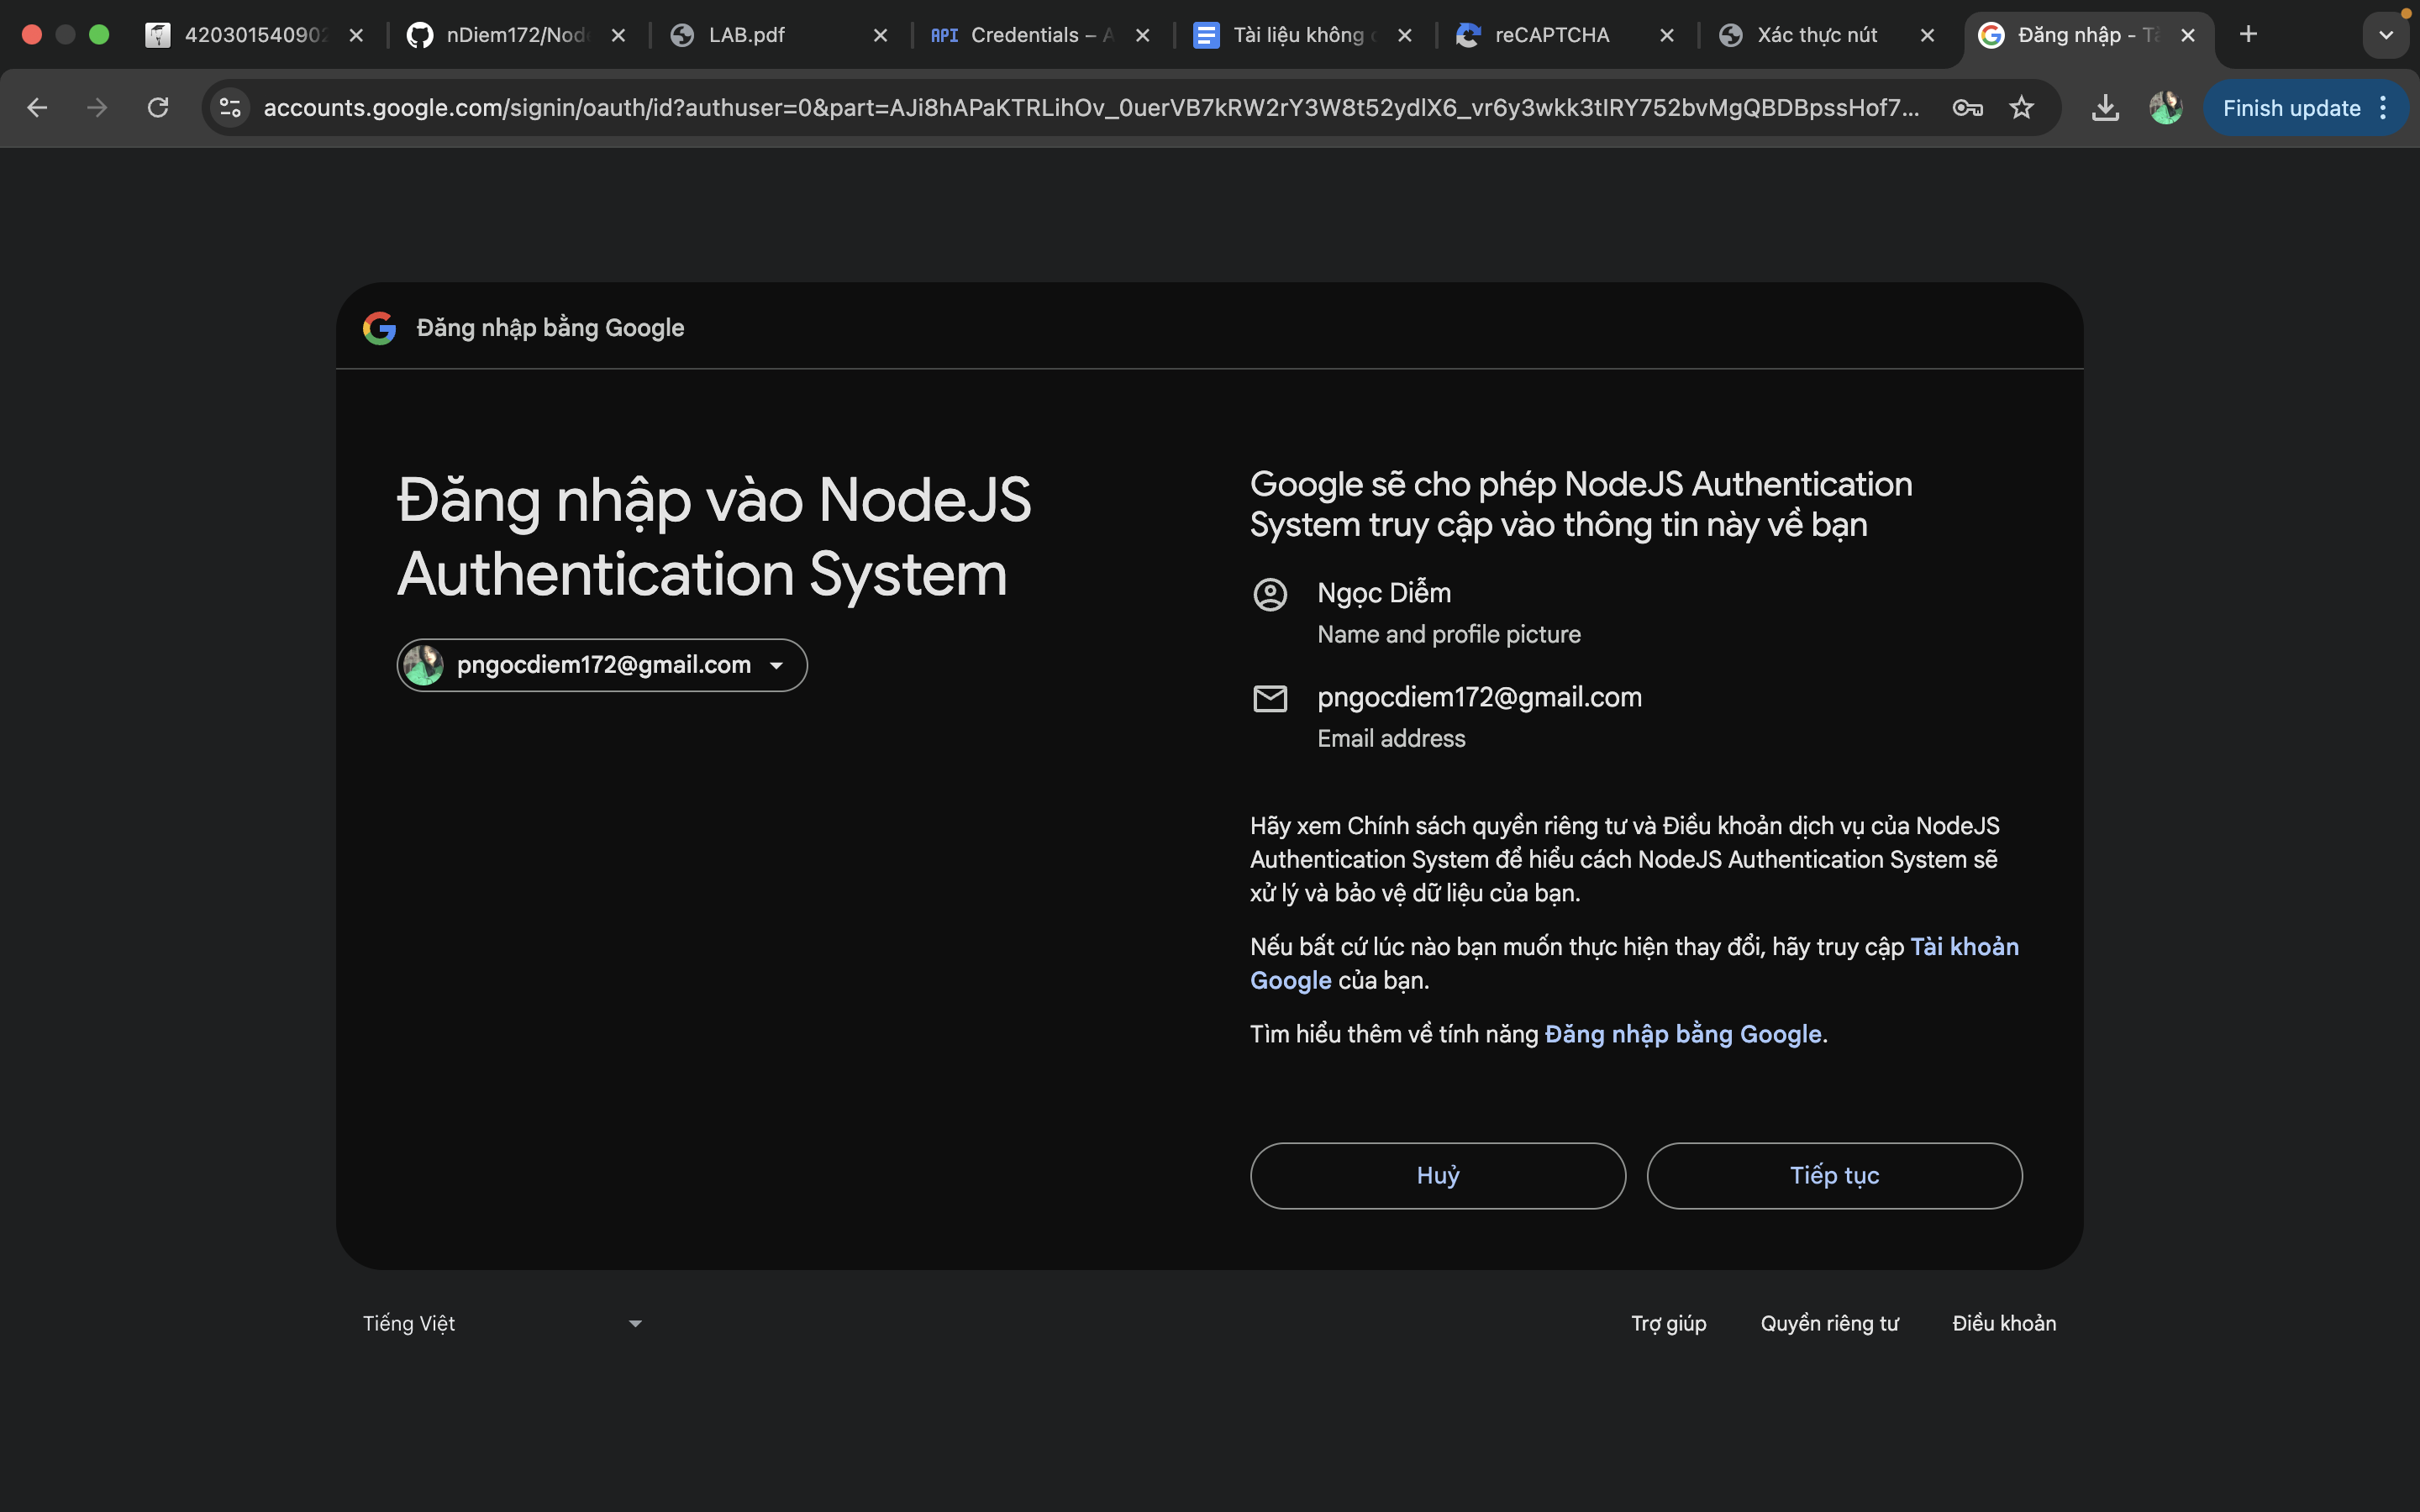 420301540902
nDiem172/Node
LAB.pdf
API Credentials – A
Tài liệu không
reCAPTCHA
Xác thực nút
Đăng nhập - Tà
accounts.google.com/signin/oauth/id?authuser=0&part=AJi8hAPaKTRLihOv_0uerVB7kRW2rY3W8t52ydlX6_vr6y3wkk3tIRY752bvMgQBDBpssHof7...
Finish update
Đăng nhập bằng Google
Đăng nhập vào NodeJS
Authentication System
pngocdiem172@gmail.com
Google sẽ cho phép NodeJS Authentication
System truy cập vào thông tin này về bạn
Ngọc Diễm
Name and profile picture
pngocdiem172@gmail.com
Email address
Hãy xem Chính sách quyền riêng tư và Điều khoản dịch vụ của NodeJS
Authentication System để hiểu cách NodeJS Authentication System sẽ
xử lý và bảo vệ dữ liệu của bạn.
Nếu bất cứ lúc nào bạn muốn thực hiện thay đổi, hãy truy cập Tài khoản
Google của bạn.
Tìm hiểu thêm về tính năng Đăng nhập bằng Google.
Huỷ
Tiếp tục
Tiếng Việt
Trợ giúp
Quyền riêng tư
Điều khoản